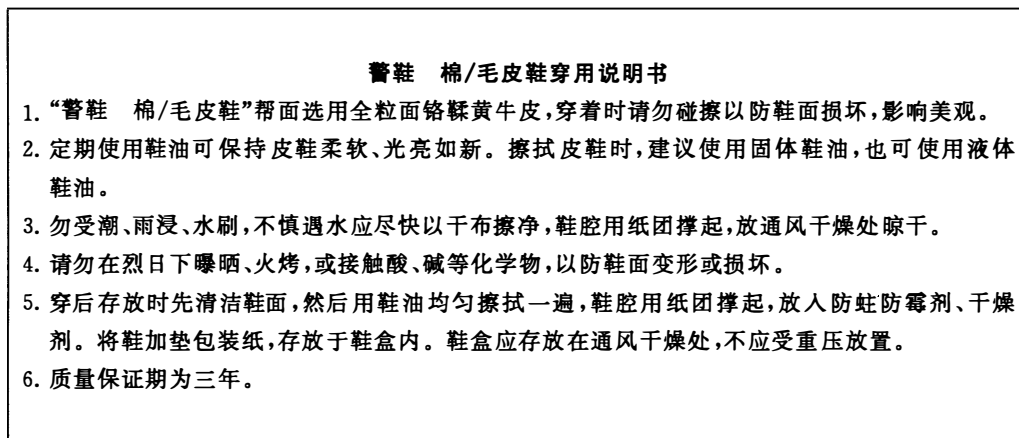 警鞋　棉/毛皮鞋穿用说明书
1. “警鞋　棉/毛皮鞋”帮面选用全粒面铬鞣黄牛皮,穿着时请勿碰擦以防鞋面损坏,影响美观。
2. 定期使用鞋油可保持皮鞋柔软、光亮如新。擦拭皮鞋时,建议使用固体鞋油,也可使用液体
鞋油。
3. 勿受潮、雨浸、水刷,不慎遇水应尽快以干布擦净,鞋腔用纸团撑起,放通风干燥处晾干。
4. 请勿在烈日下曝晒、火烤,或接触酸、碱等化学物,以防鞋面变形或损坏。
5. 穿后存放时先清洁鞋面,然后用鞋油均匀擦拭一遍,鞋腔用纸团撑起,放入防蛀防霉剂、干燥
剂。将鞋加垫包装纸,存放于鞋盒内。鞋盒应存放在通风干燥处,不应受重压放置。
6. 质量保证期为三年。